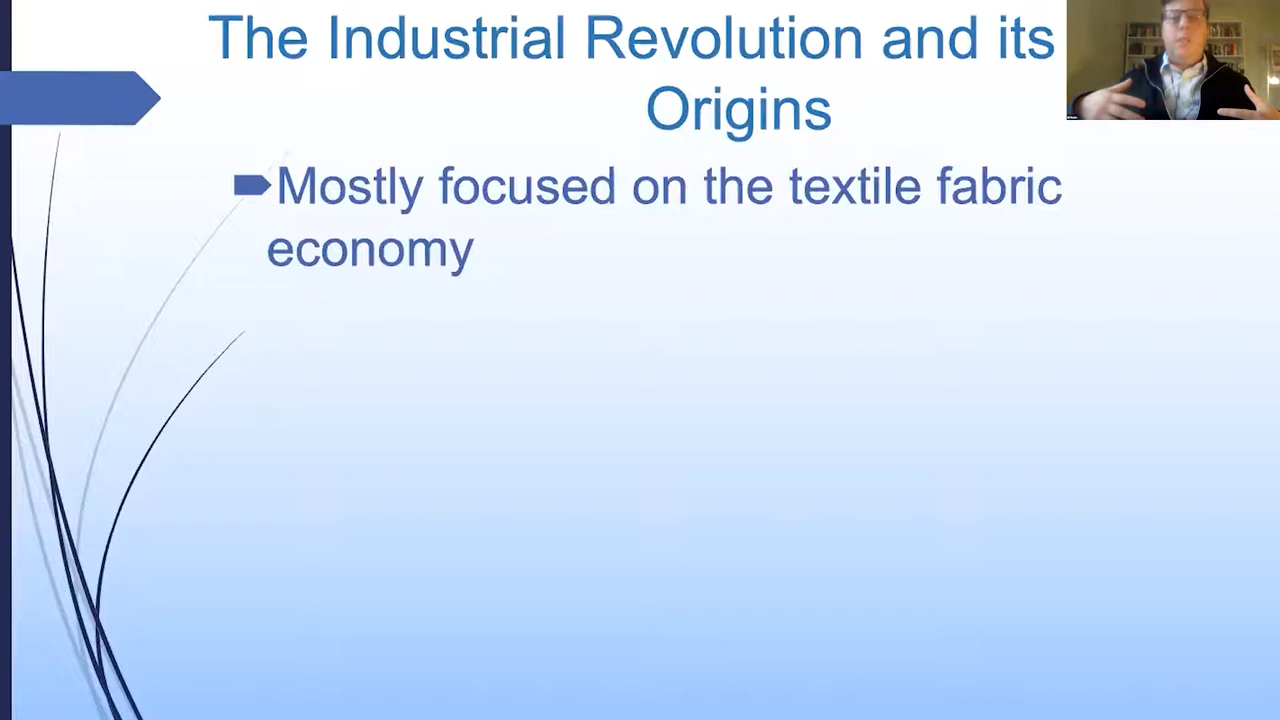 The Industrial Revolution and its
Origins
Mostly focused on the textile fabric
economy